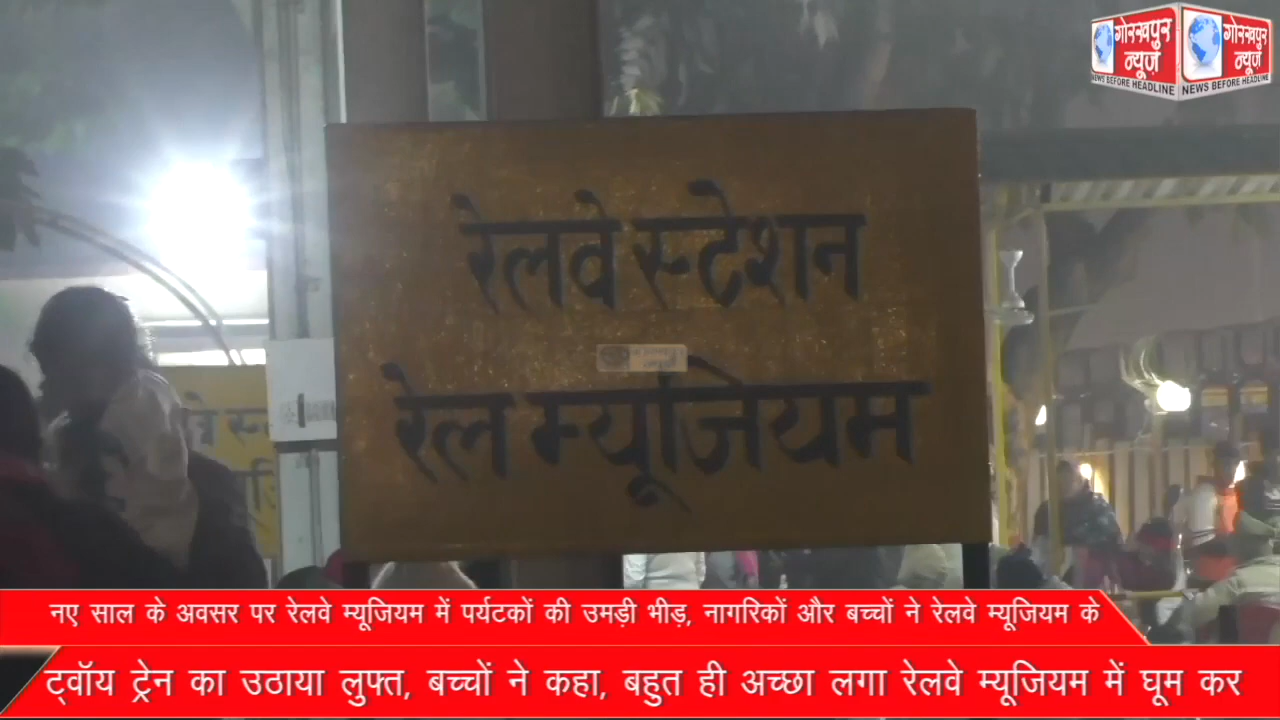 गोरखपुर
न्यूज़
NEWS BEFORE HEADLINE
गोरखपुर
न्यूज़
NEWS BEFORE HEADLINE
रेलवे स्टेशन
रेल म्यूजियम
नए साल के अवसर पर रेलवे म्यूजियम में पर्यटकों की उमड़ी भीड़, नागरिकों और बच्चों ने रेलवे म्यूजियम के
ट्वॉय ट्रेन का उठाया लुफ्त, बच्चों ने कहा, बहुत ही अच्छा लगा रेलवे म्यूजियम में घूम कर